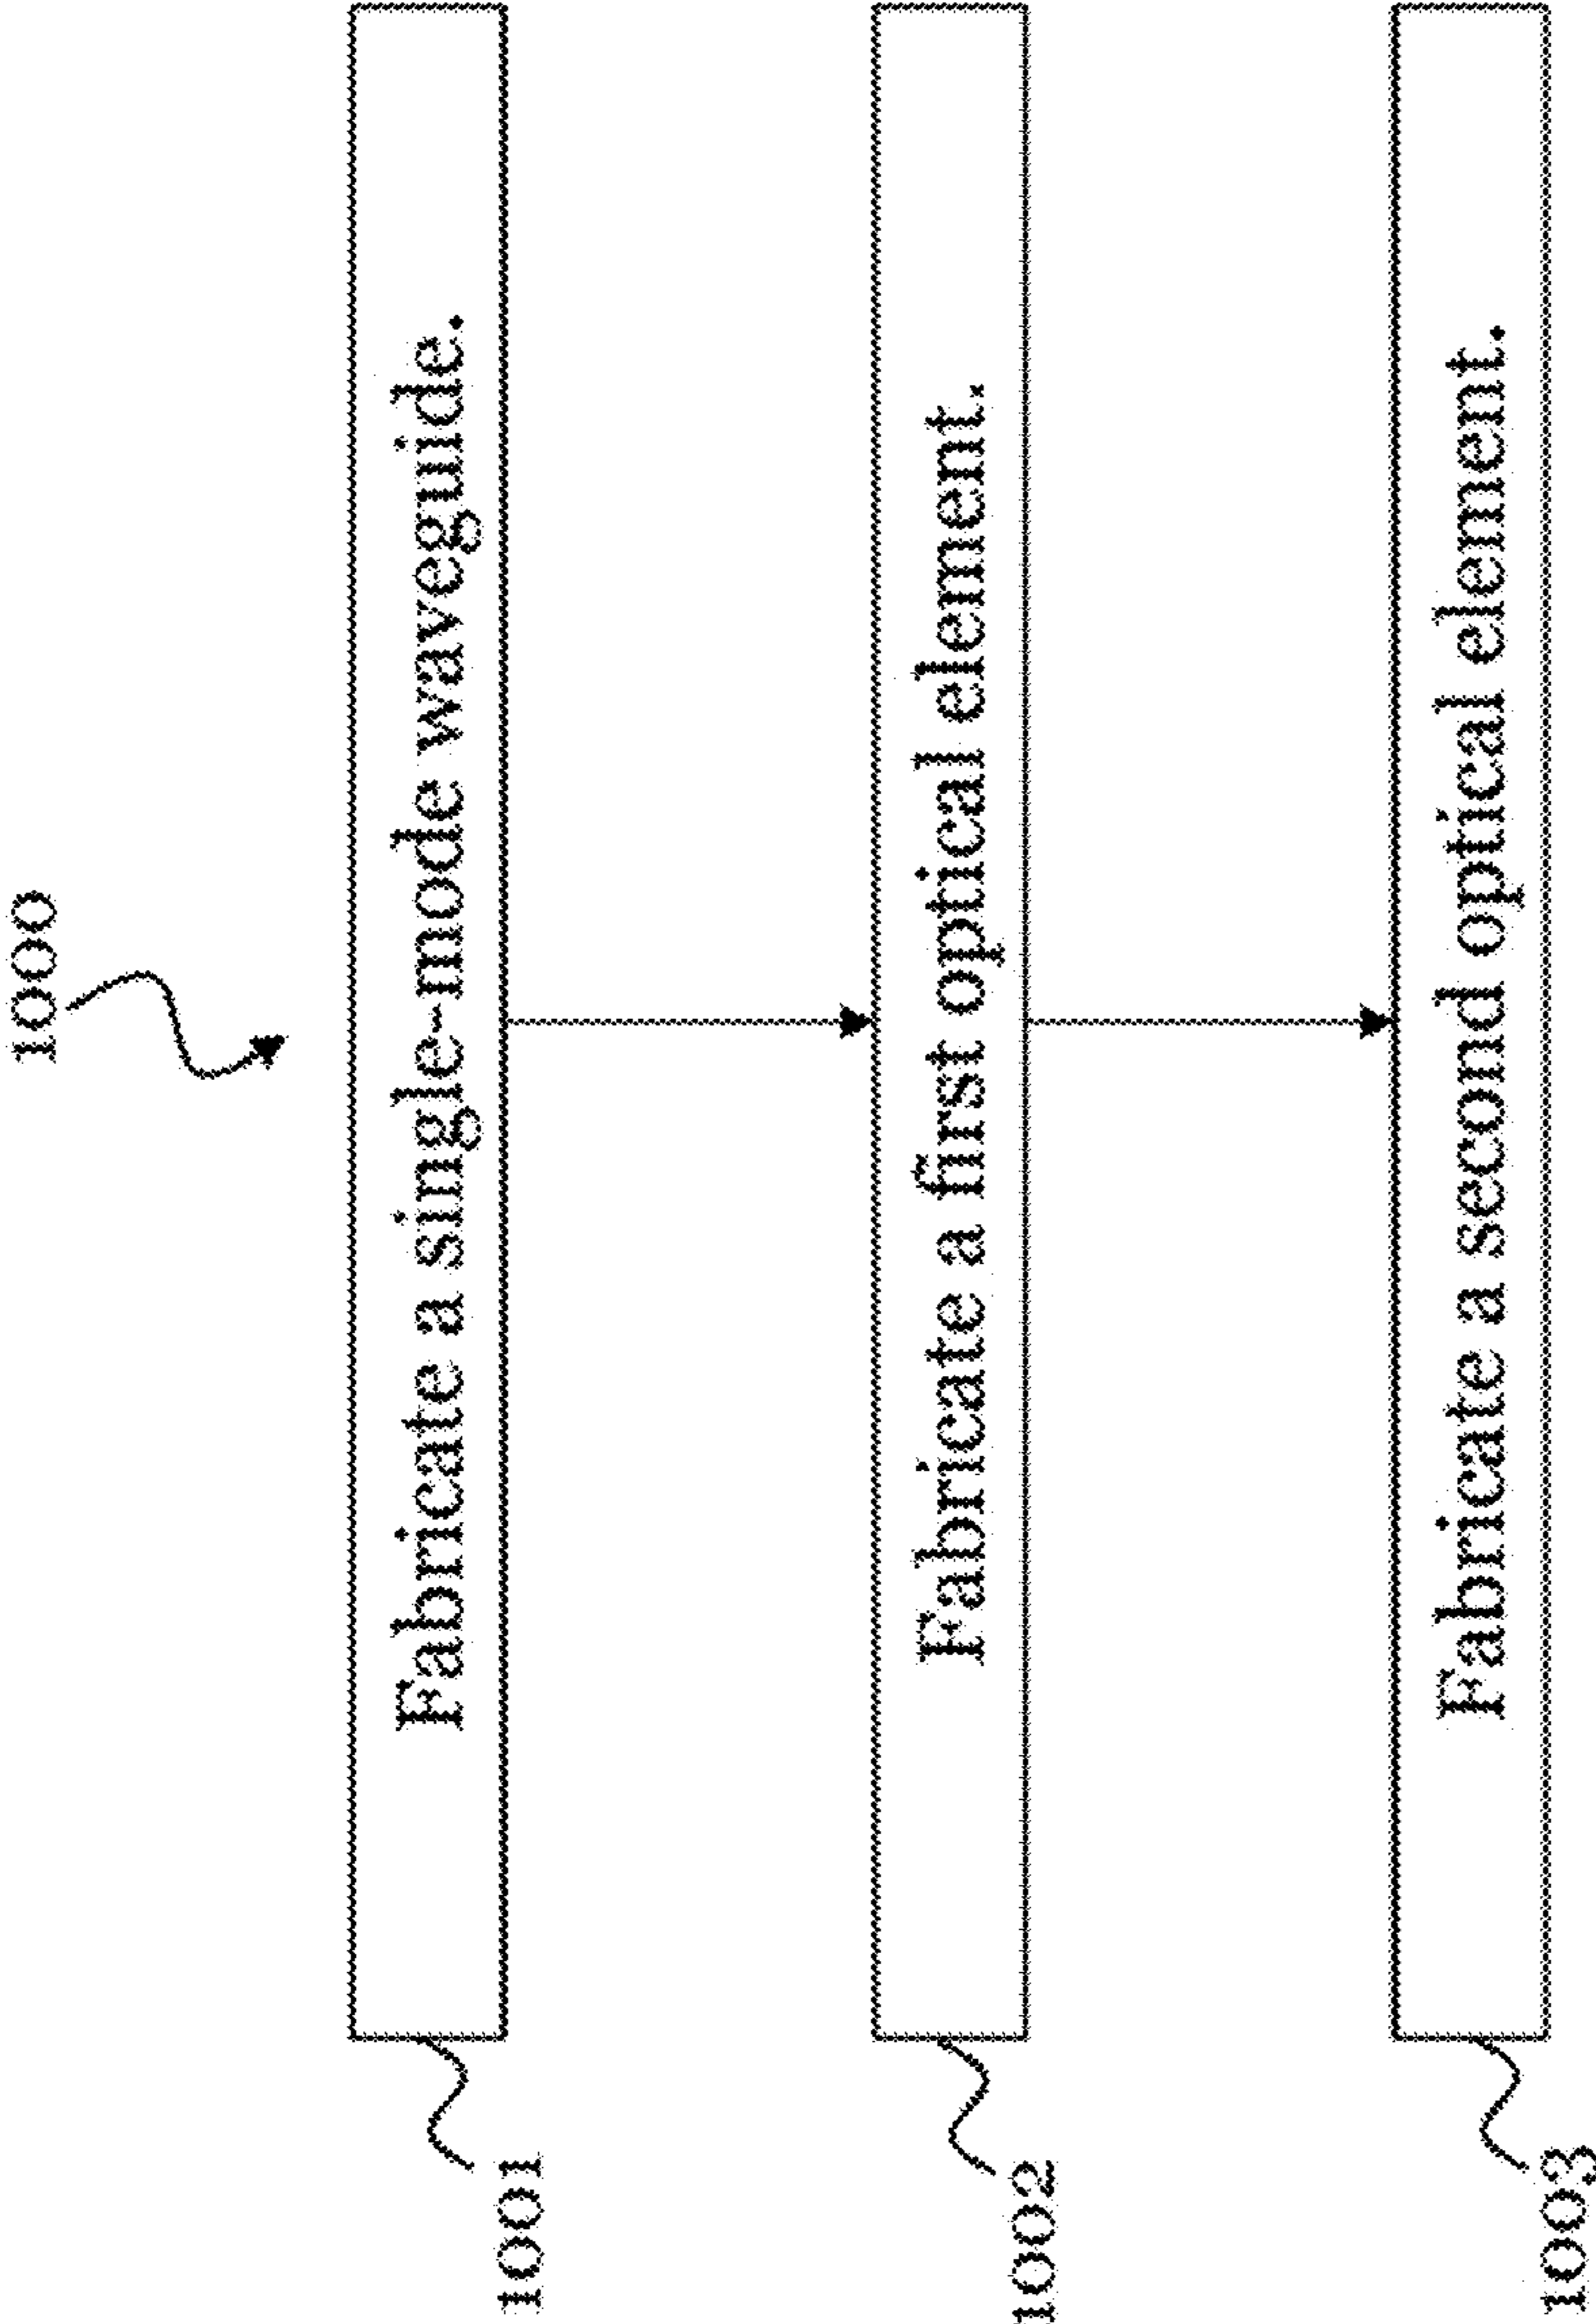 1000
Fabricate a single-mode waveguide.
1001
Fabricate a first optical element.
1002
Fabricate a second optical element.
1003